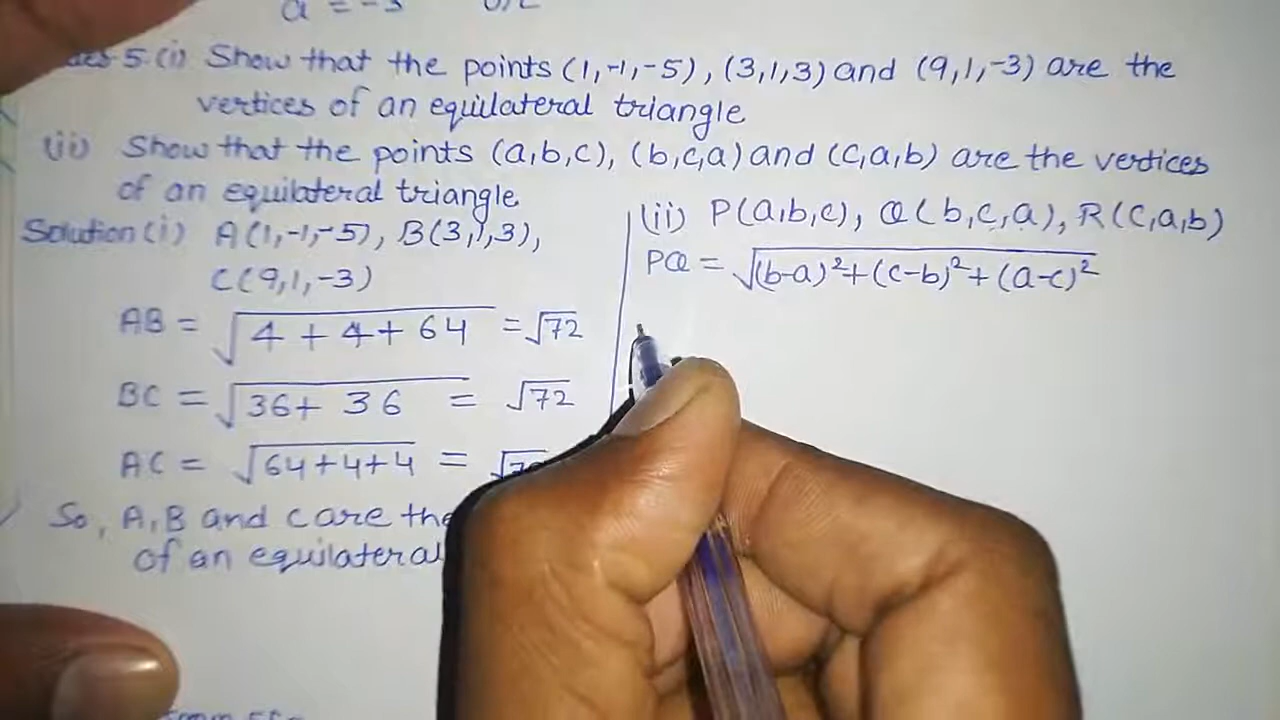 a = -3
5. (i) Show that the points (1,-1,-5), (3,1,3) and (9,1,-3) are the
vertices of an equilateral triangle
(ii) Show that the points (a,b,c), (b,c,a) and (c,a,b) are the vertices
of an equilateral triangle
Solution (i) A(1,-1,-5), B(3,1,3),
C(9,1,-3)
AB = √4 + 4 + 64 = √72
BC = √36 + 36 = √72
AC = √64+4+4 =
So, A,B and C are the
of an equilateral
(ii) P(a,b,c), Q(b,c,a), R(c,a,b)
PQ = √(b-a)²+(c-b)²+(a-c)²